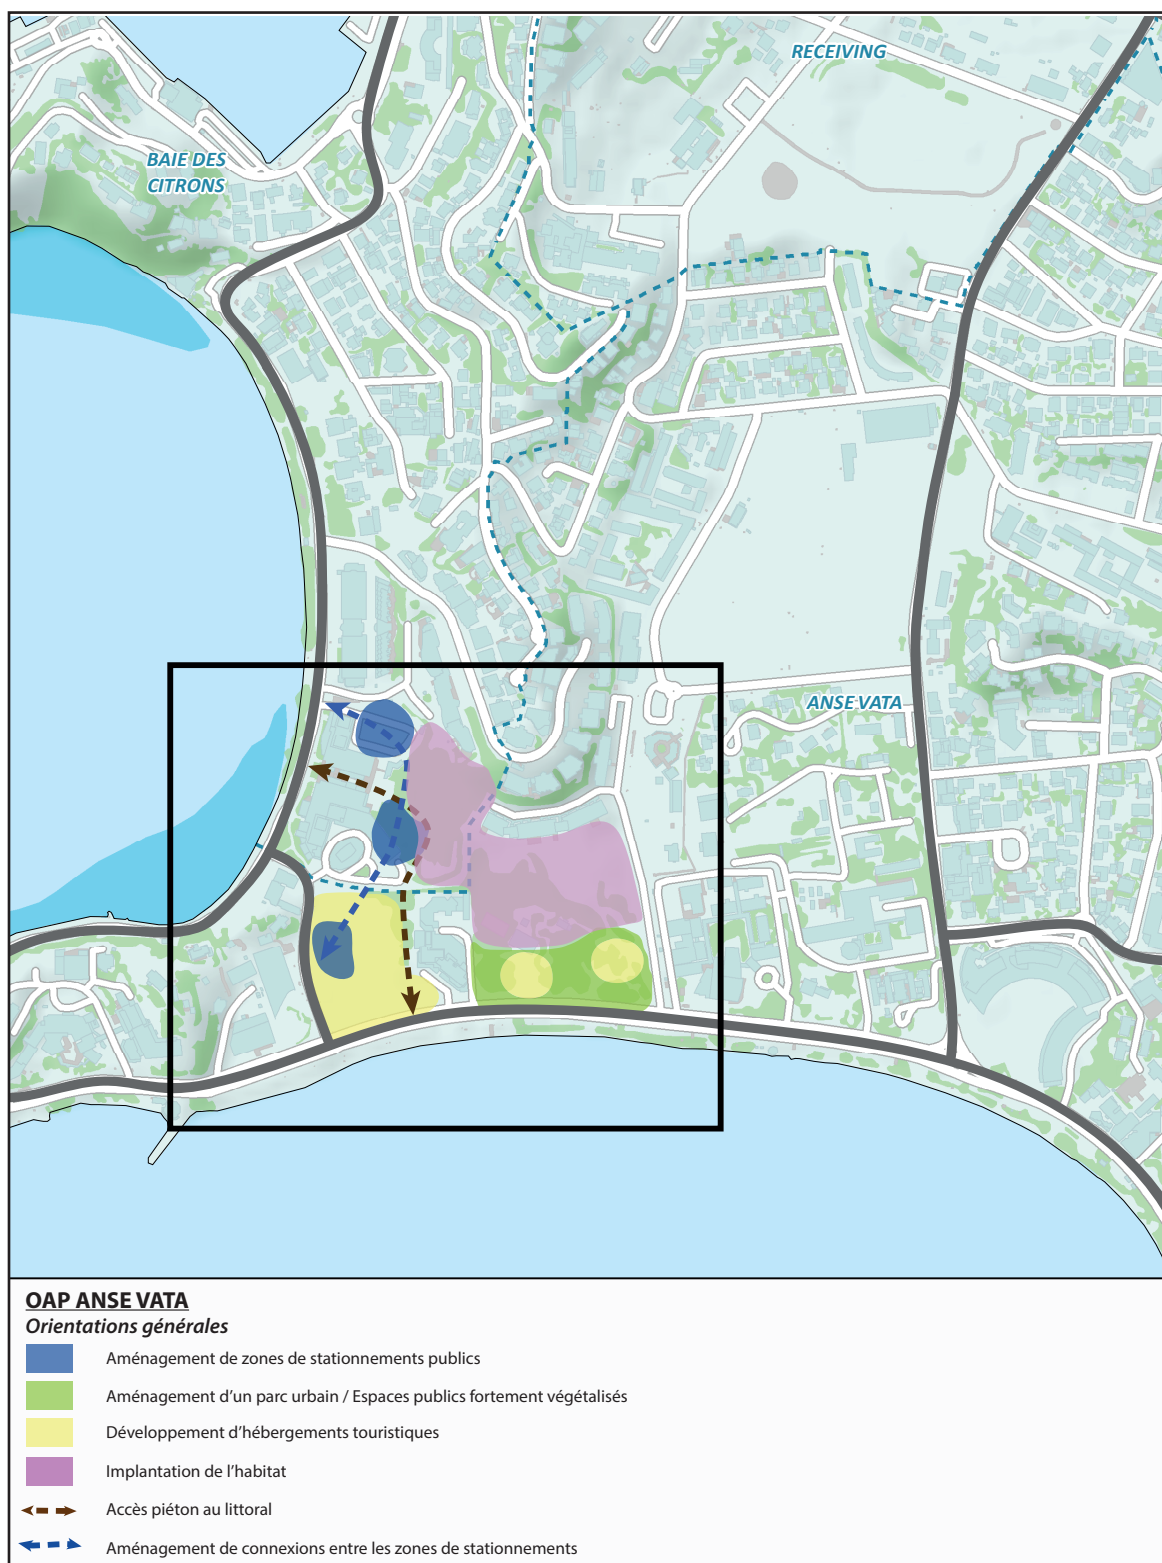 RECEIVING
BAIE DES
CITRONS
ANSE VATA
OAP ANSE VATA
Orientations générales
Aménagement de zones de stationnements publics
Aménagement d'un parc urbain / Espaces publics fortement végétalisés
Développement d'hébergements touristiques
Implantation de l'habitat
Accès piéton au littoral
Aménagement de connexions entre les zones de stationnements